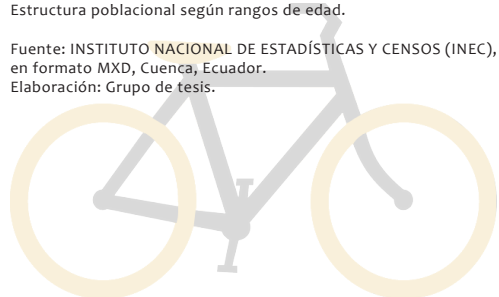 Estructura poblacional según rangos de edad.
Fuente: INSTITUTO NACIONAL DE ESTADÍSTICAS Y CENSOS (INEC),
en formato MXD, Cuenca, Ecuador.
Elaboración: Grupo de tesis.